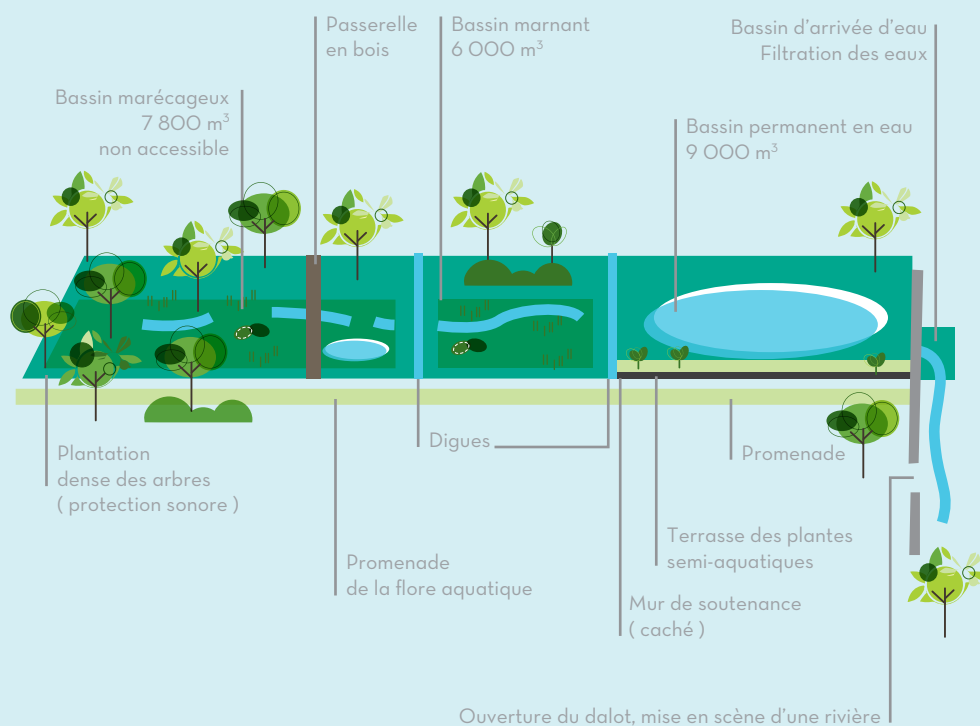 Passerelle
en bois
Bassin marnant
6 000 m³
Bassin d'arrivée d'eau
Filtration des eaux
Bassin marécageux
7 800 m³
non accessible
Bassin permanent en eau
9 000 m³
Digues
Promenade
Plantation
dense des arbres
( protection sonore )
Terrasse des plantes
semi-aquatiques
Promenade
de la flore aquatique
Mur de soutenance
( caché )
Ouverture du dalot, mise en scène d'une rivière